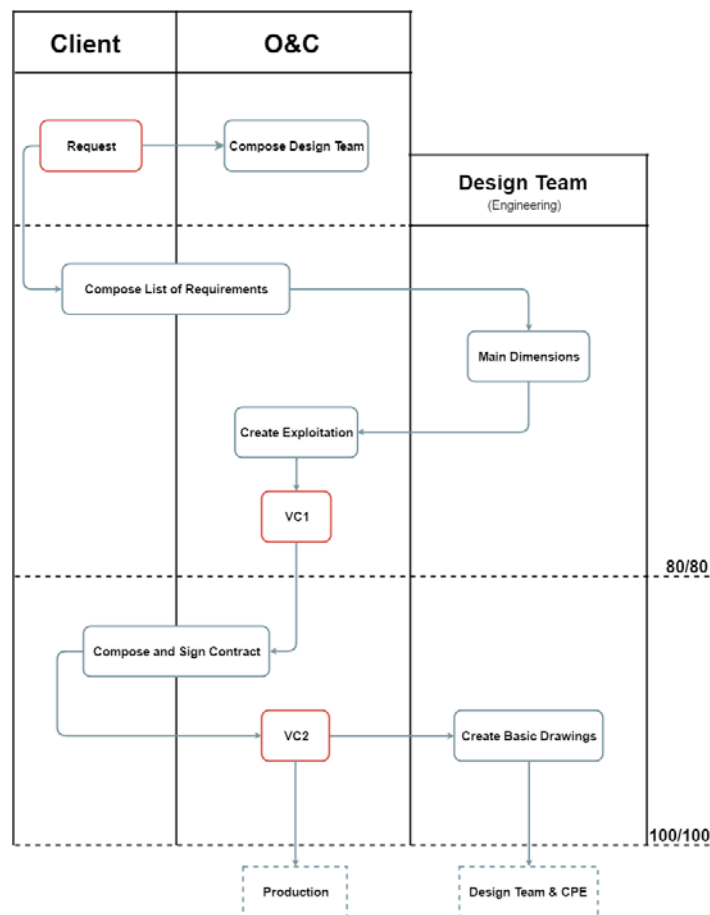 Client
O&C
Request
Compose Design Team
Design Team
(Engineering)
Compose List of Requirements
Main Dimensions
Create Exploitation
VC1
80/80
Compose and Sign Contract
VC2
Create Basic Drawings
100/100
Production
Design Team & CPE